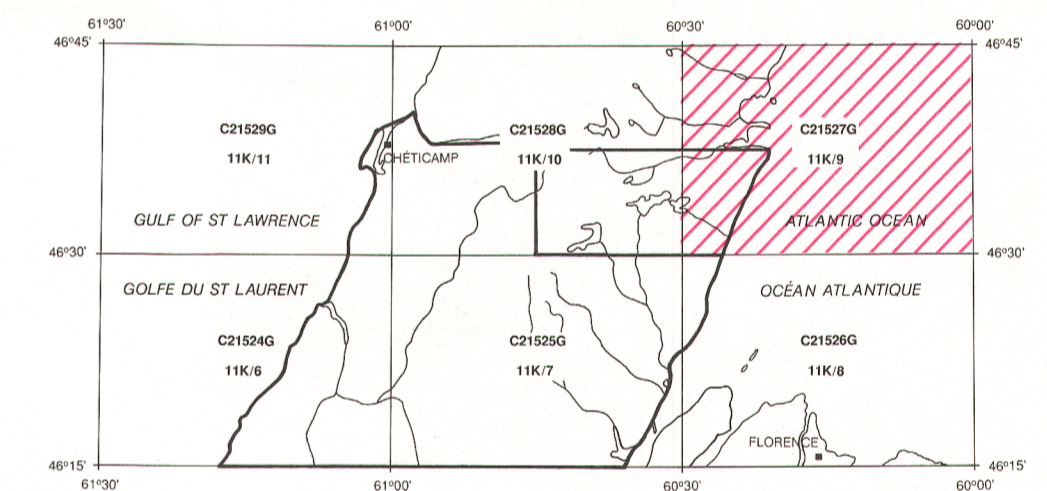 61°30'
61°00'
60°30'
60°00'
46°45'
46°45'
C21529G
C21528G
C21527G
11K/11
11K/10
11K/9
CHÉTICAMP
GULF OF ST LAWRENCE
ATLANTIC OCEAN
46°30'
46°30'
GOLFE DU ST LAURENT
OCÉAN ATLANTIQUE
C21524G
C21525G
C21526G
11K/6
11K/7
11K/8
FLORENCE
46°15'
46°15'
61°30'
61°00'
60°30'
60°00'